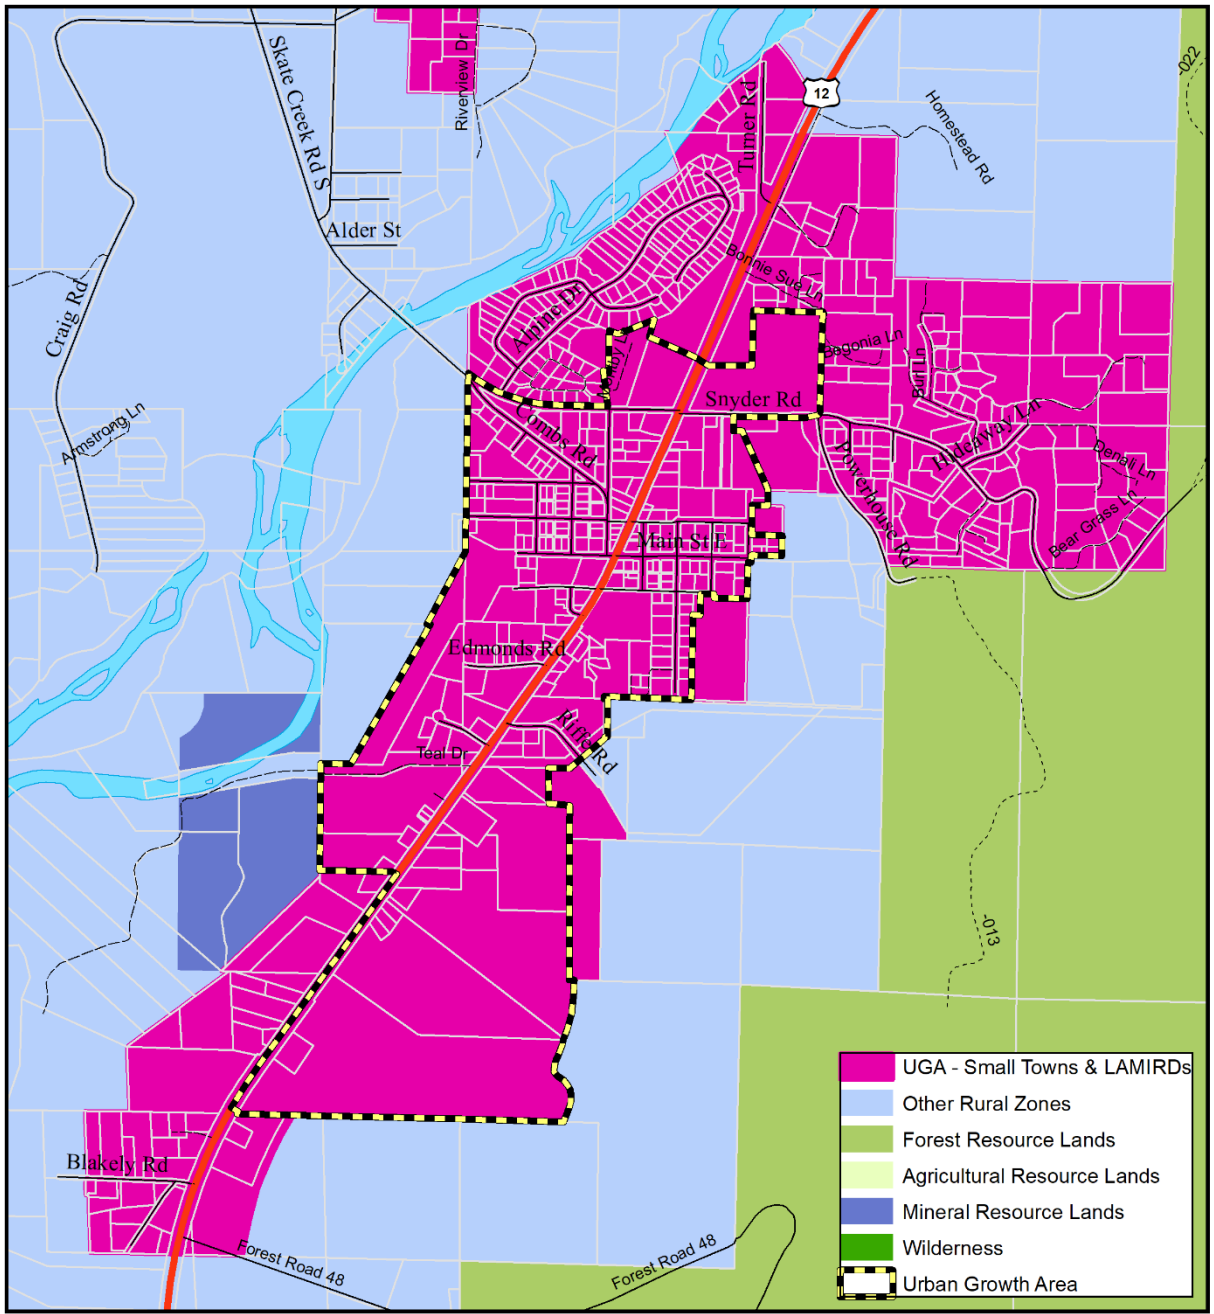 Skate Creek Rd S
Riverview Dr
-022
12
Homestead Rd
Turner Rd
Alder St
Bonnie Sue Ln
Craig Rd
Alpine Dr
Begonia Ln
Burl Ln
Snyder Rd
Combs Rd
Hideaway Ln
Armstrong Ln
Powerhouse Rd
Denali Ln
Bear Grass Ln
Main St E
Edmonds Rd
Riffe Rd
Teal Dr
-013
Blakely Rd
Forest Road 48
Forest Road 48
UGA - Small Towns & LAMIRDs
Other Rural Zones
Forest Resource Lands
Agricultural Resource Lands
Mineral Resource Lands
Wilderness
Urban Growth Area